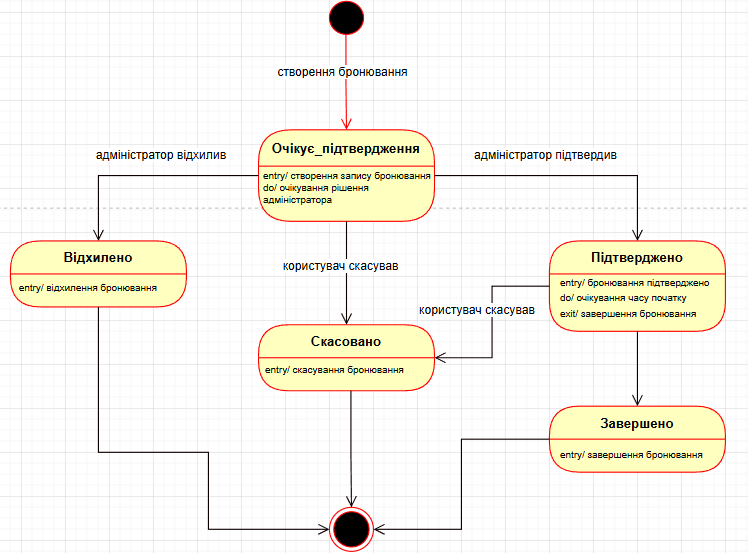 створення бронювання
Очікує_підтвердження
entry/ створення запису бронювання
do/ очікування рішення
адміністратора
адміністратор відхилив
адміністратор підтвердив
Відхилено
entry/ відхилення бронювання
користувач скасував
Підтверджено
entry/ бронювання підтверджено
do/ очікування часу початку
exit/ завершення бронювання
користувач скасував
Скасовано
entry/ скасування бронювання
Завершено
entry/ завершення бронювання